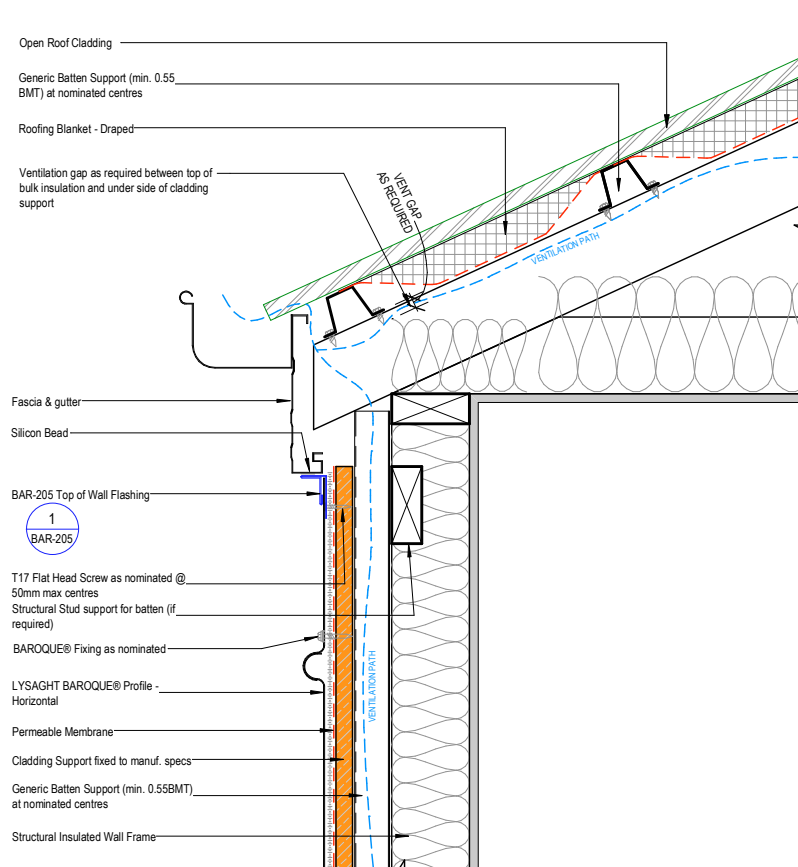 Open Roof Cladding
Generic Batten Support (min. 0.55
BMT) at nominated centres
Roofing Blanket - Draped
Ventilation gap as required between top of
bulk insulation and under side of cladding
support
VENT GAP
AS REQUIRED
VENTILATION PATH
Fascia & gutter
Silicon Bead
BAR-205 Top of Wall Flashing
1
BAR-205
T17 Flat Head Screw as nominated @
50mm max centres
Structural Stud support for batten (if
required)
BAROQUE® Fixing as nominated
LYSAGHT BAROQUE® Profile -
Horizontal
VENTILATION PATH
Permeable Membrane
Cladding Support fixed to manuf. specs
Generic Batten Support (min. 0.55BMT)
at nominated centres
Structural Insulated Wall Frame